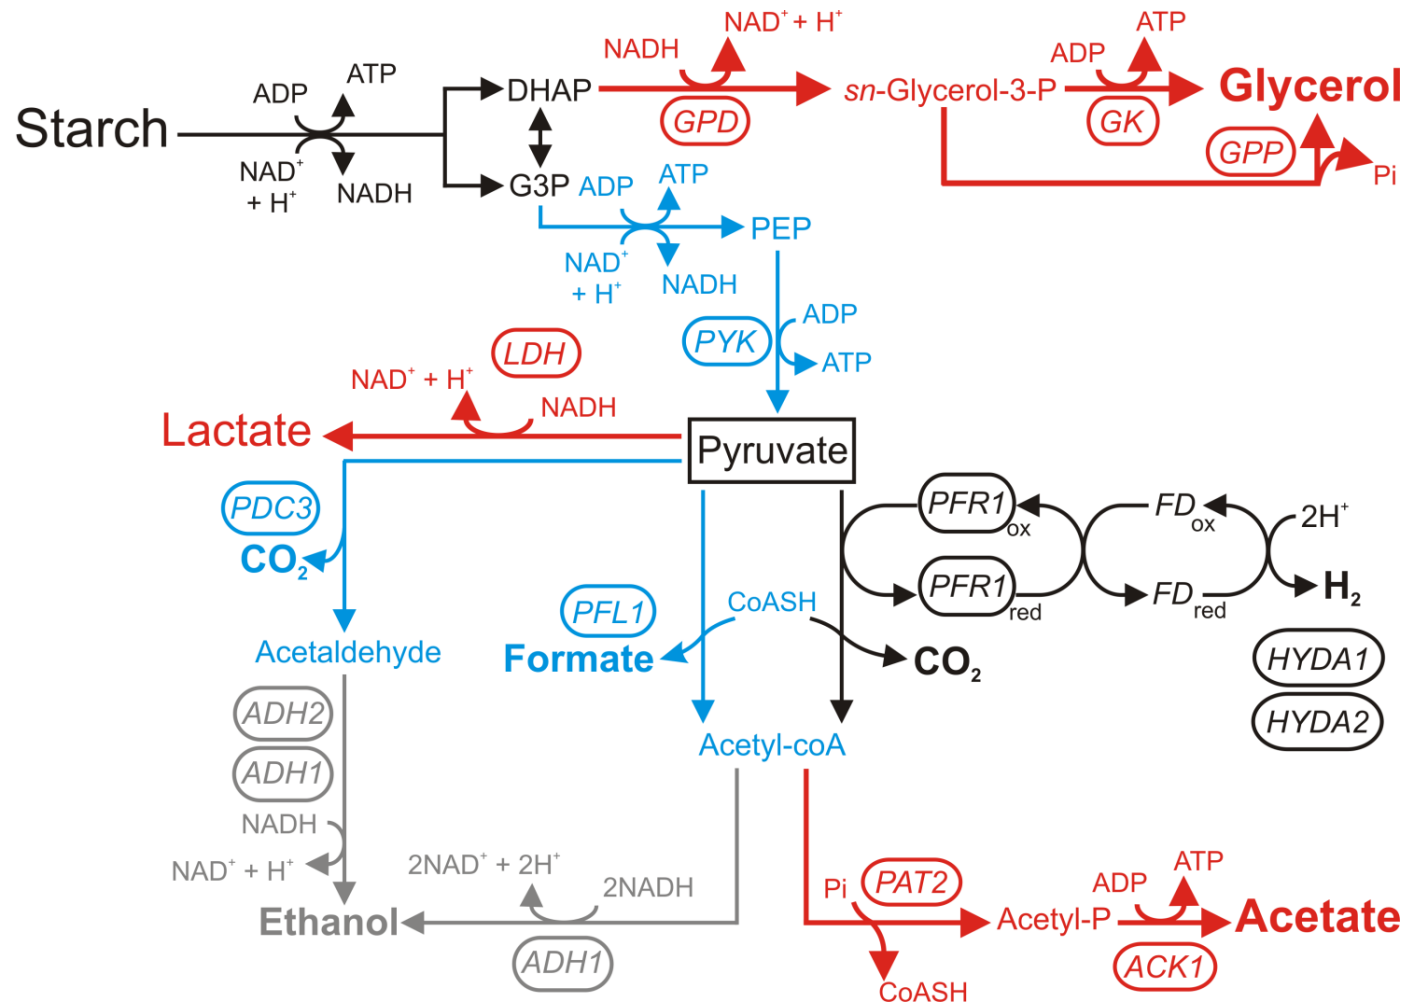 NADH
NAD⁺ + H⁺
ADP
ATP
ADP
ATP
DHAP
sn-Glycerol-3-P
Glycerol
Starch
GPD
GK
GPP
NAD⁺
+ H⁺
NADH
G3P
ADP
ATP
Pi
PEP
NAD⁺
+ H⁺
NADH
ADP
PYK
ATP
LDH
NAD⁺ + H⁺
NADH
Lactate
Pyruvate
PDC3
CO₂
PFR1 ox
FD ox
2H⁺
PFR1 red
FD red
H₂
PFL1
CoASH
Formate
CO₂
Acetaldehyde
HYDA1
HYDA2
ADH2
ADH1
Acetyl-coA
NADH
NAD⁺ + H⁺
2NAD⁺ + 2H⁺
2NADH
Ethanol
ADH1
Pi
PAT2
CoASH
Acetyl-P
ADP
ATP
Acetate
ACK1